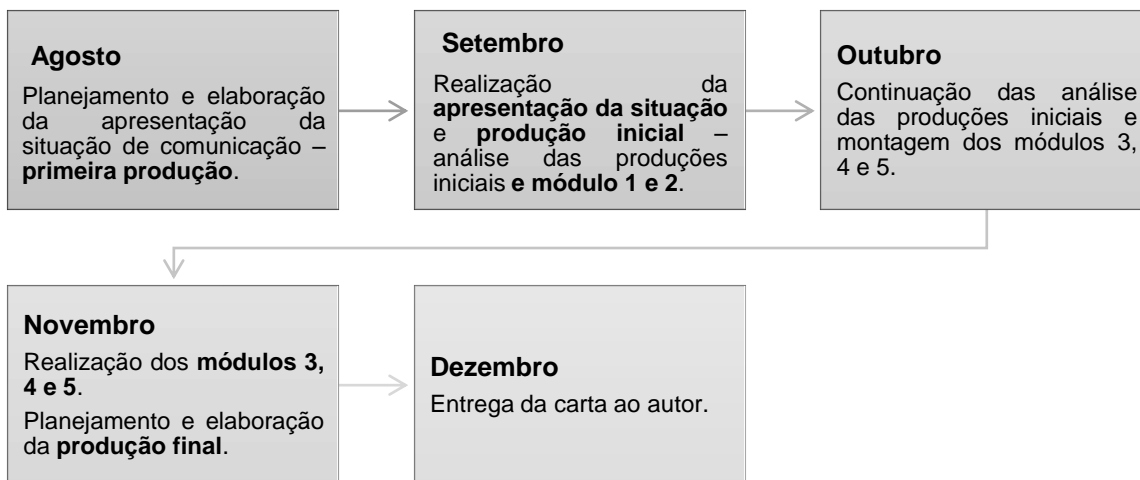 Agosto
Planejamento e elaboração
da apresentação da
situação de comunicação –
primeira produção.
Setembro
Realização da
apresentação da situação
e produção inicial –
análise das produções
iniciais e módulo 1 e 2.
Outubro
Continuação das análise
das produções iniciais e
montagem dos módulos 3,
4 e 5.
Novembro
Realização dos módulos 3,
4 e 5.
Planejamento e elaboração
da produção final.
Dezembro
Entrega da carta ao autor.